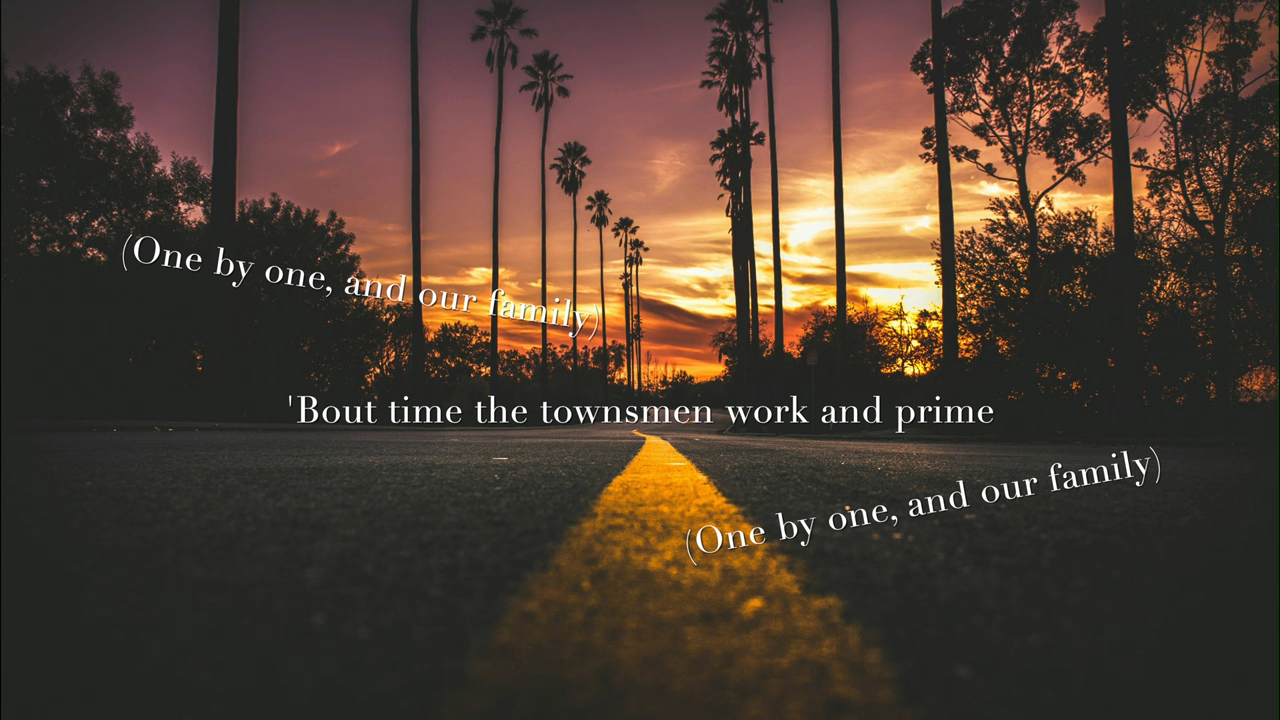 (One by one, and our family)
'Bout time the townsmen work and prime
(One by one, and our family)